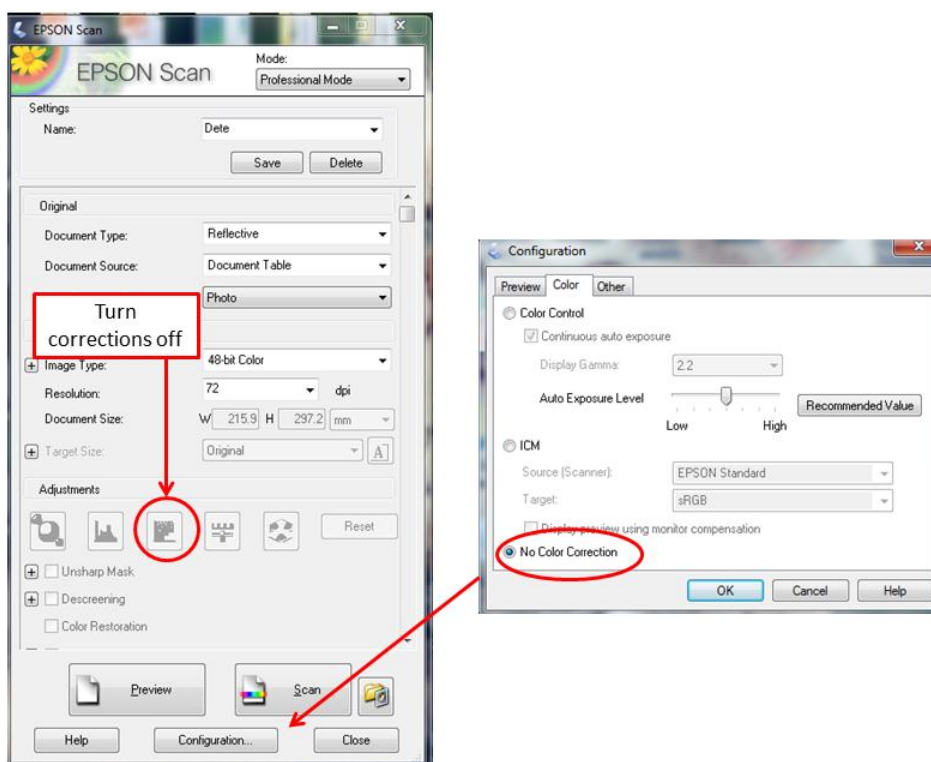 EPSON Scan
EPSON Scan
Mode:
Professional Mode
Settings
Name:
Dete
Save
Delete
Original
Document Type:
Reflective
Document Source:
Document Table
Photo
Turn
corrections off
Image Type:
48-bit Color
Resolution:
72
dpi
Document Size:
W 215.9 H 297.2 mm
Target Size:
Original
A
Adjustments
Reset
Unsharp Mask
Descreening
Color Restoration
Preview
Scan
Help
Configuration...
Close
Configuration
Preview Color Other
Color Control
Continuous auto exposure
Display Gamma:
2.2
Auto Exposure Level
Recommended Value
Low High
ICM
Source (Scanner):
EPSON Standard
Target:
sRGB
Display preview using monitor compensation
No Color Correction
OK
Cancel
Help